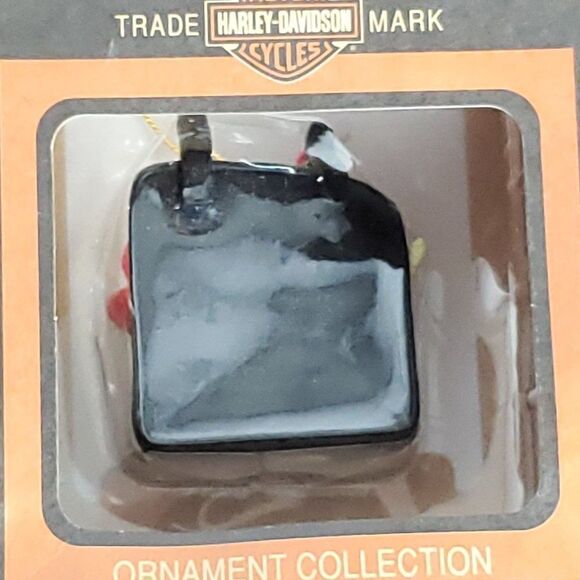 TRADE HARLEY-DAVIDSON MARK
CYCLES
ORNAMENT COLLECTION